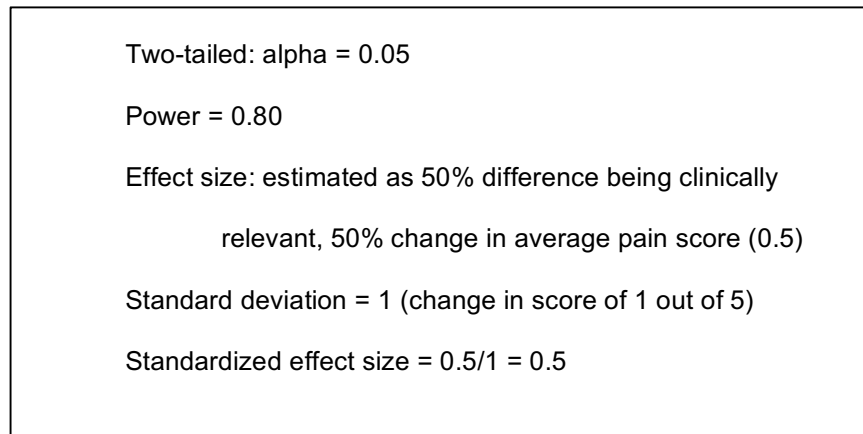 Two-tailed: alpha = 0.05
Power = 0.80
Effect size: estimated as 50% difference being clinically
relevant, 50% change in average pain score (0.5)
Standard deviation = 1 (change in score of 1 out of 5)
Standardized effect size = 0.5/1 = 0.5